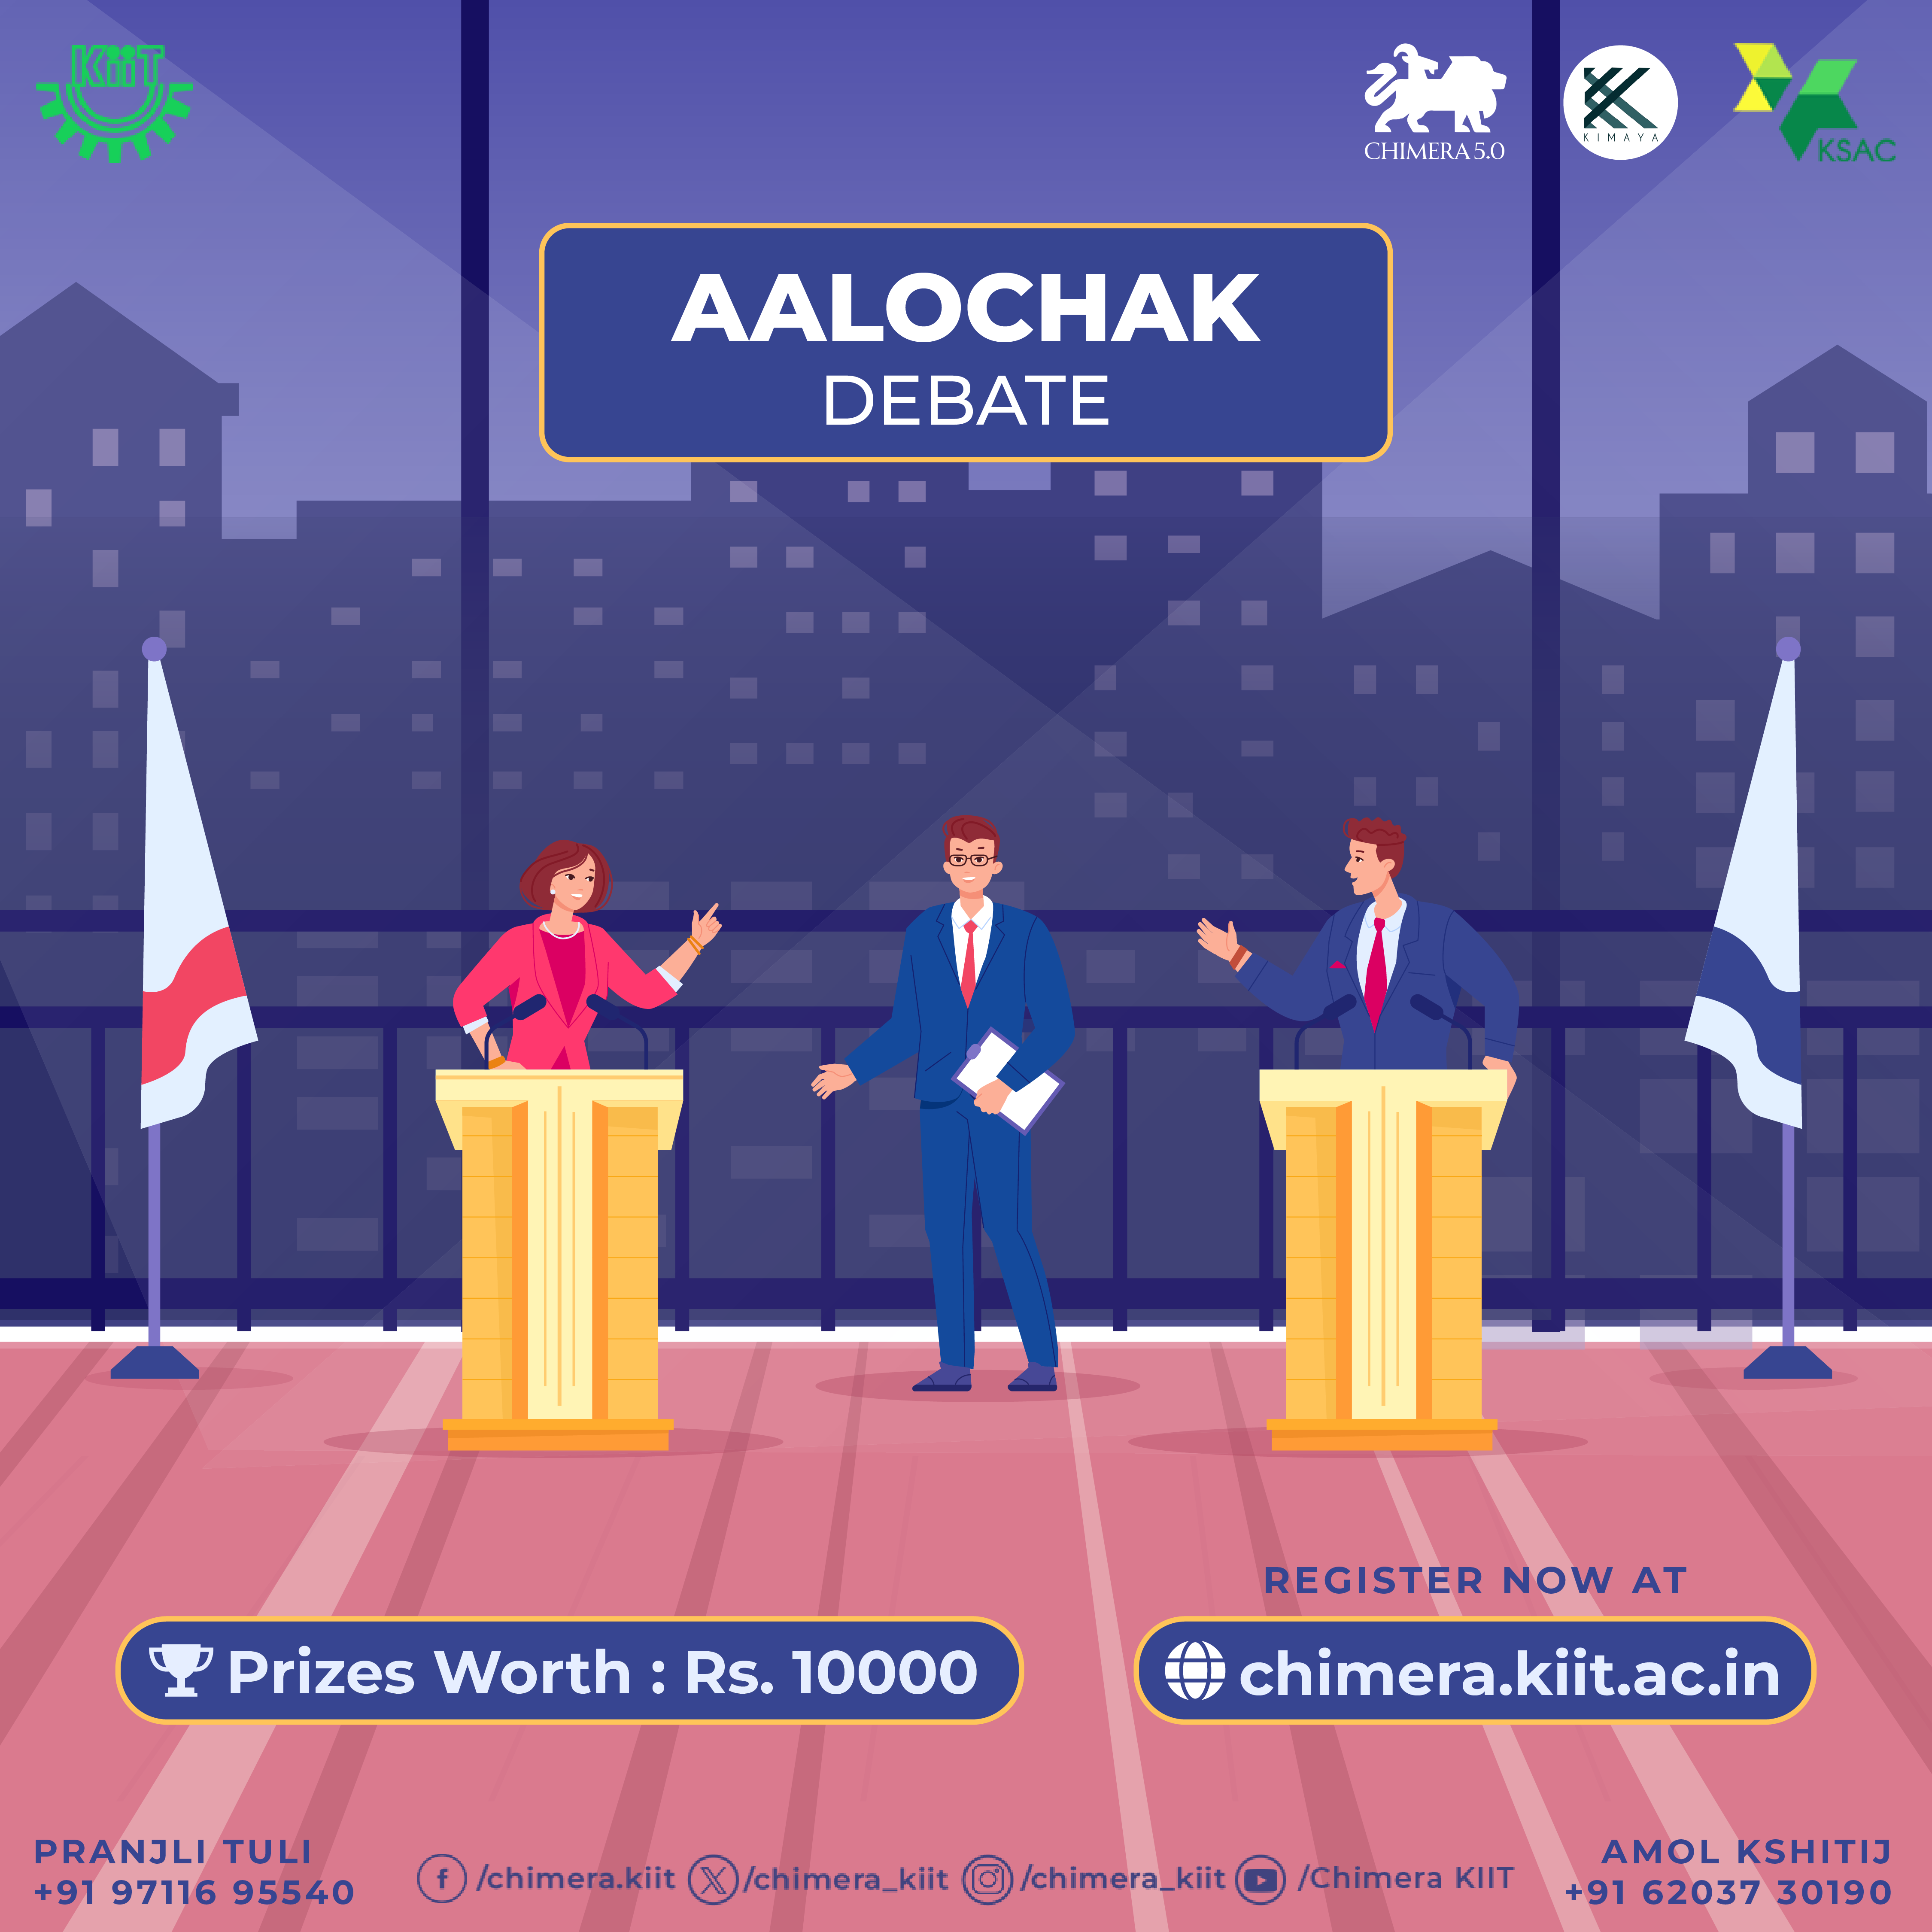 KiiT
CHIMERA 5.0
KIMAYA
KSAC
AALOCHAK
DEBATE
REGISTER NOW AT
Prizes Worth : Rs. 10000
chimera.kiit.ac.in
PRANJLI TULI
+91 97116 95540
/chimera.kiit
/chimera_kiit
/chimera_kiit
/Chimera KIIT
AMOL KSHITIJ
+91 62037 30190